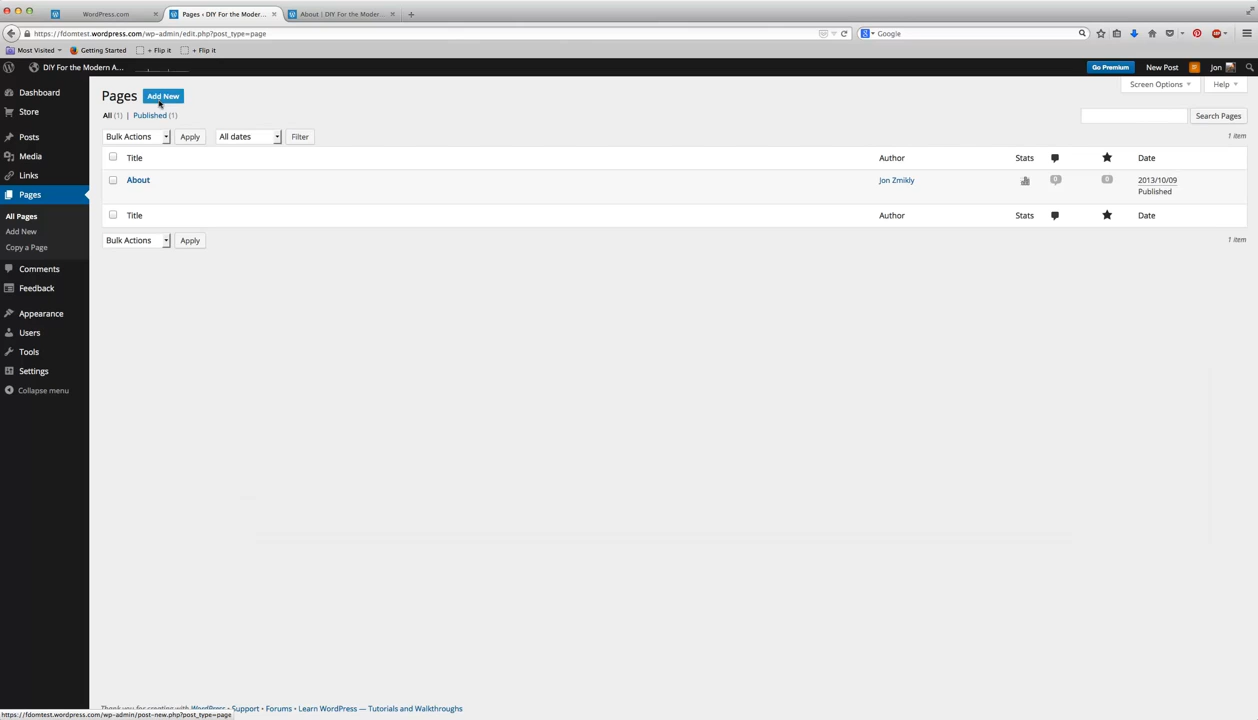 WordPress.com
Pages ‹ DIY For the Moder...
About | DIY For the Modern...
https://fdomtest.wordpress.com/wp-admin/edit.php?post_type=page
Google
Most Visited
Getting Started
+ Flip it
+ Flip it
DIY For the Modern A...
Go Premium
New Post
Jon
Dashboard
Store
Posts
Media
Links
Pages
All Pages
Add New
Copy a Page
Comments
Feedback
Appearance
Users
Tools
Settings
Collapse menu
Pages Add New
Screen Options
Help
All (1) | Published (1)
Search Pages
Bulk Actions Apply All dates Filter
1 item
Title Author Stats Date
About Jon Zmikly 0 0 2013/10/09
Published
Title Author Stats Date
Bulk Actions Apply
1 item
Thank you for creating with WordPress • Support • Forums • Learn WordPress — Tutorials and Walkthroughs
https://fdomtest.wordpress.com/wp-admin/post-new.php?post_type=page